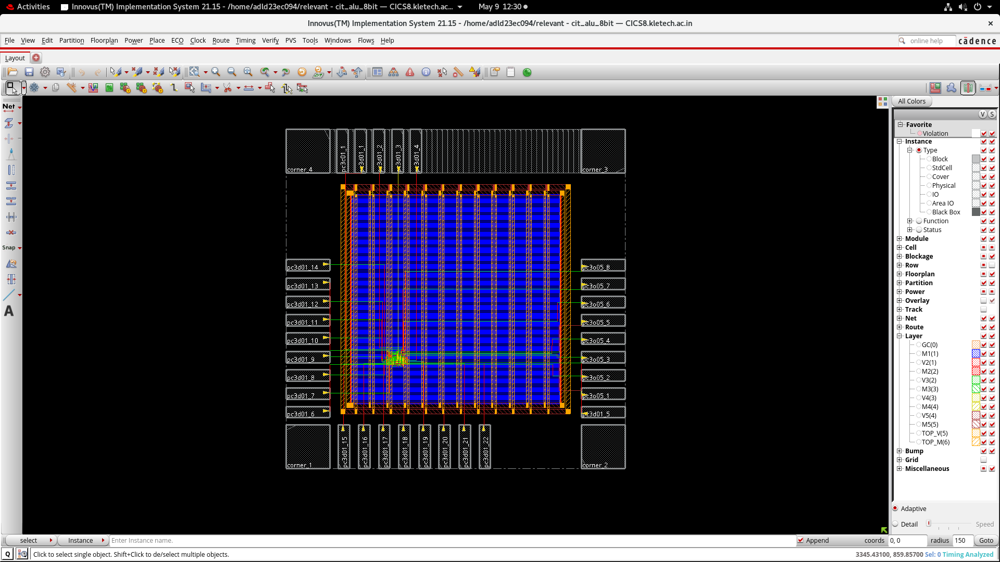 Activities
Innovus(TM) Implementation System 21.15 - /home/adld23ec094/relevant - cit_alu_8bit — CICS8.kletech.ac...
May 9 12:30
Innovus(TM) Implementation System 21.15 - /home/adld23ec094/relevant - cit_alu_8bit — CICS8.kletech.ac.in
File View Edit Partition Floorplan Power Place ECO Clock Route Timing Verify PVS Tools Windows Flows Help
online help
cādence
Layout
Net
Snap
A
corner_4
pc3c01_1
pc3d01_1
pc3d01_2
pc3d01_3
pc3d01_4
corner_3
pc3d01_14
pc3d01_13
pc3d01_12
pc3d01_11
pc3d01_10
pc3d01_9
pc3d01_8
pc3d01_7
pc3d01_6
pc3o05_8
pc3o05_7
pc3o05_6
pc3o05_5
pc3o05_4
pc3o05_3
pc3o05_2
pc3o05_1
pc3d01_5
corner_1
pc3d01_15
pc3d01_16
pc3d01_17
pc3d01_18
pc3d01_19
pc3d01_20
pc3d01_21
pc3d01_22
corner_2
All Colors
V S
Favorite
Violation
Instance
Type
Block
StdCell
Cover
Physical
IO
Area IO
Black Box
Function
Status
Module
Cell
Blockage
Row
Floorplan
Partition
Power
Overlay
Track
Net
Route
Layer
GC(0)
M1(1)
V2(1)
M2(2)
V3(2)
M3(3)
V4(3)
M4(4)
V5(4)
M5(5)
TOP_V(5)
TOP_M(6)
Bump
Grid
Miscellaneous
Adaptive
Detail
Speed
select
Instance
Enter Instance name.
Append
coords 0, 0
radius 150
Goto
Q
Click to select single object. Shift+Click to de/select multiple objects.
3345.43100, 859.85700 Sel: 0 Timing Analyzed